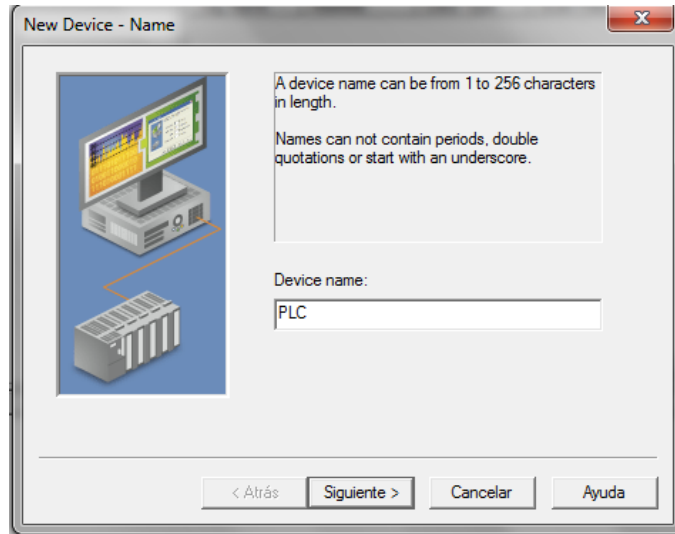 New Device - Name
A device name can be from 1 to 256 characters
in length.
Names can not contain periods, double
quotations or start with an underscore.
Device name:
PLC
< Atrás
Siguiente >
Cancelar
Ayuda